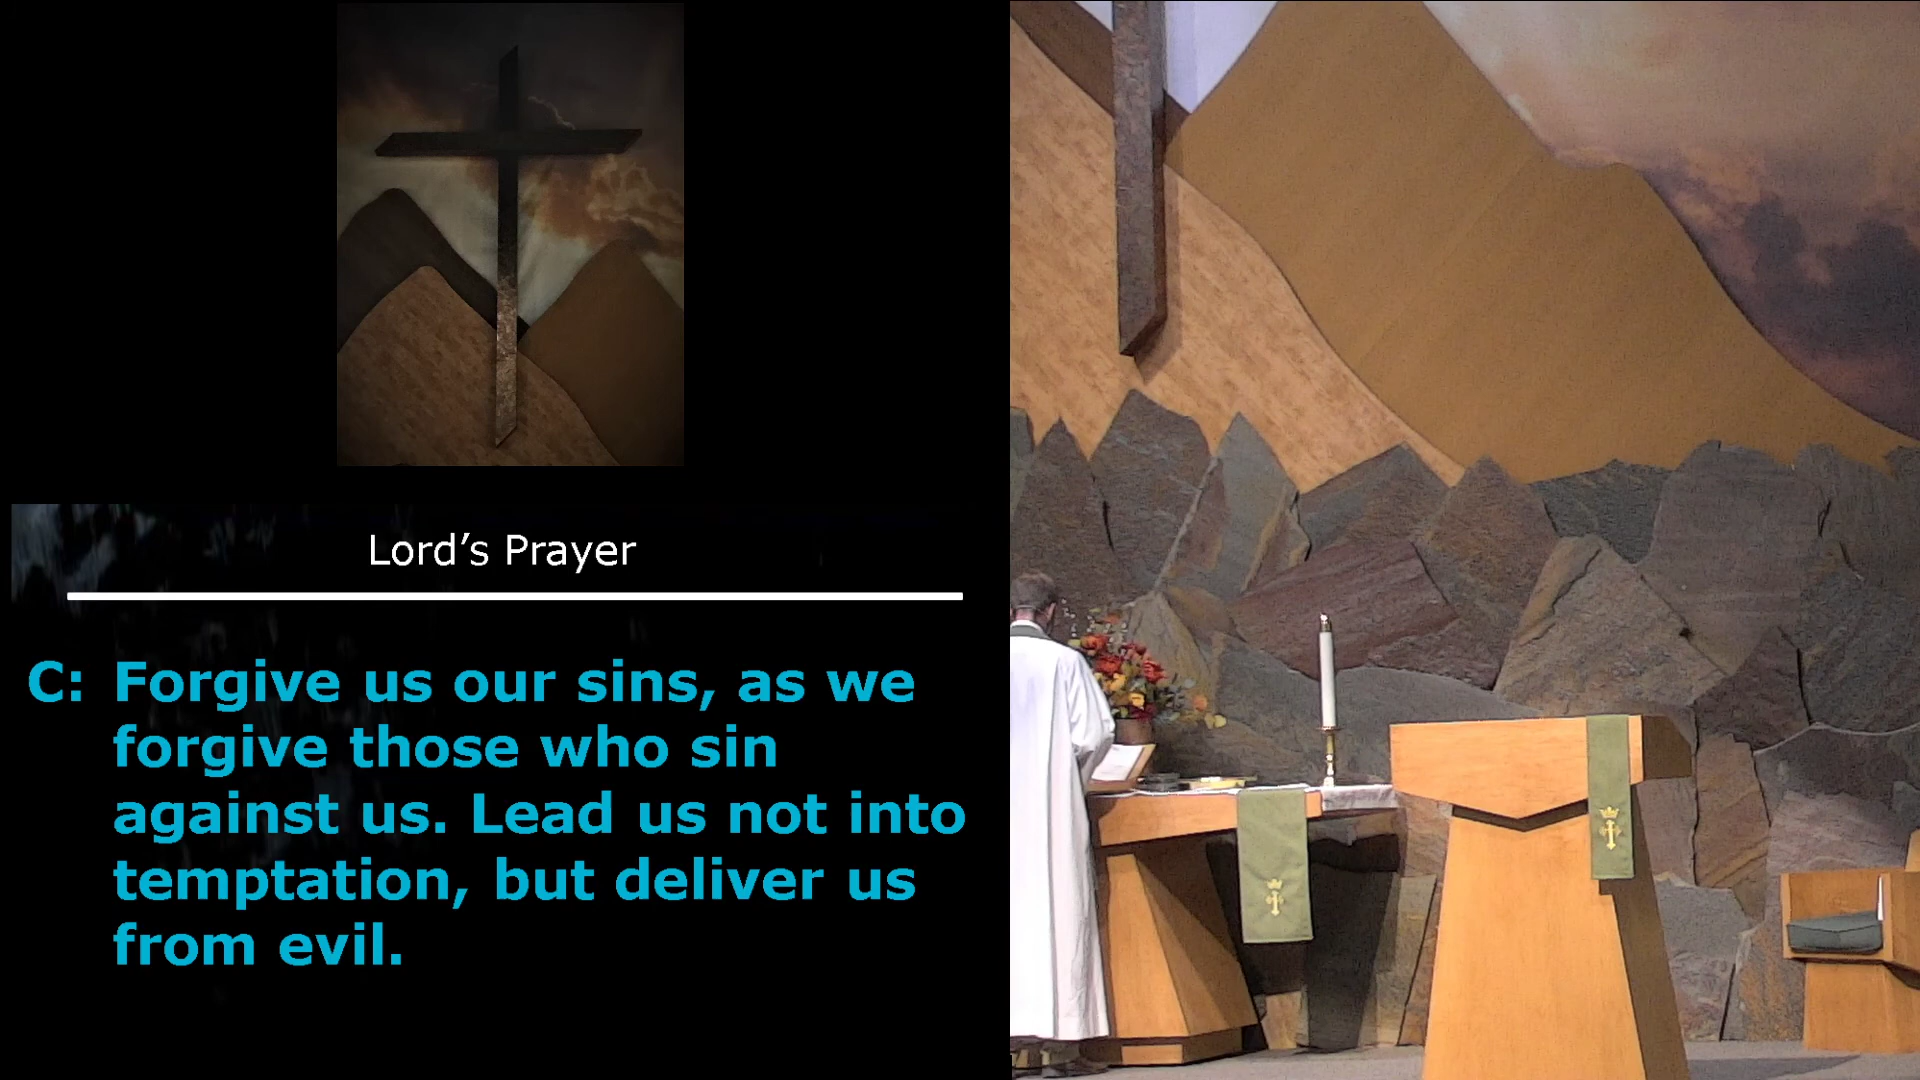 Lord’s Prayer
C: Forgive us our sins, as we
forgive those who sin
against us. Lead us not into
temptation, but deliver us
from evil.